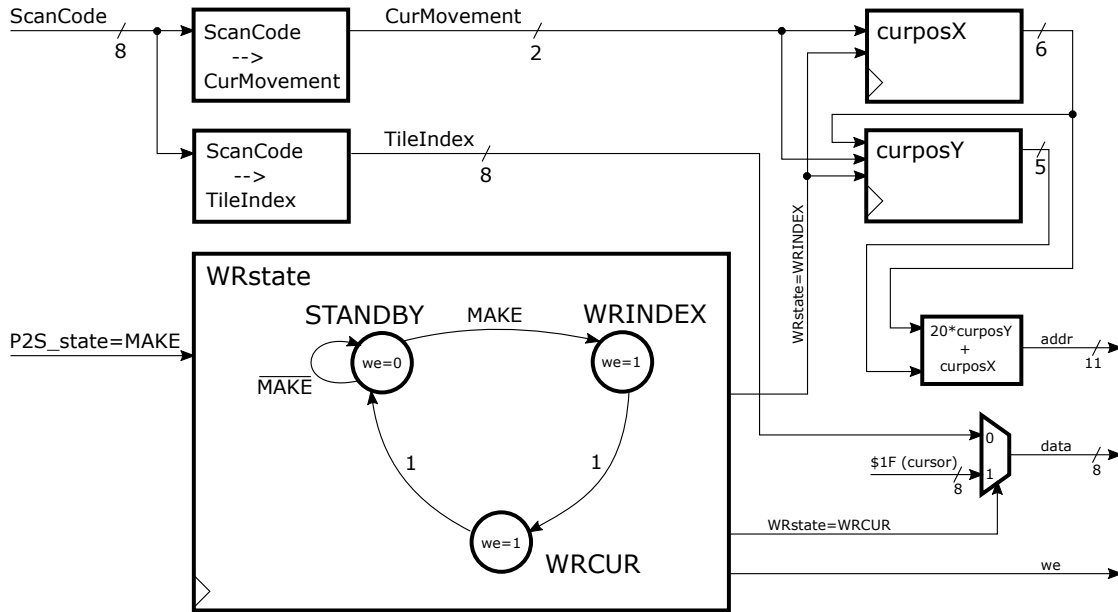 ScanCode
8
ScanCode
-->
CurMovement
CurMovement
2
curposX
6
ScanCode
-->
TileIndex
TileIndex
8
curposY
5
WRstate=WRINDEX
WRstate
P2S_state=MAKE
STANDBY
we=0
MAKE
MAKE
WRINDEX
we=1
1
1
we=1
WRCUR
20*curposY
+
curposX
addr
11
0
1
$1F (cursor)
8
data
8
WRstate=WRCUR
we